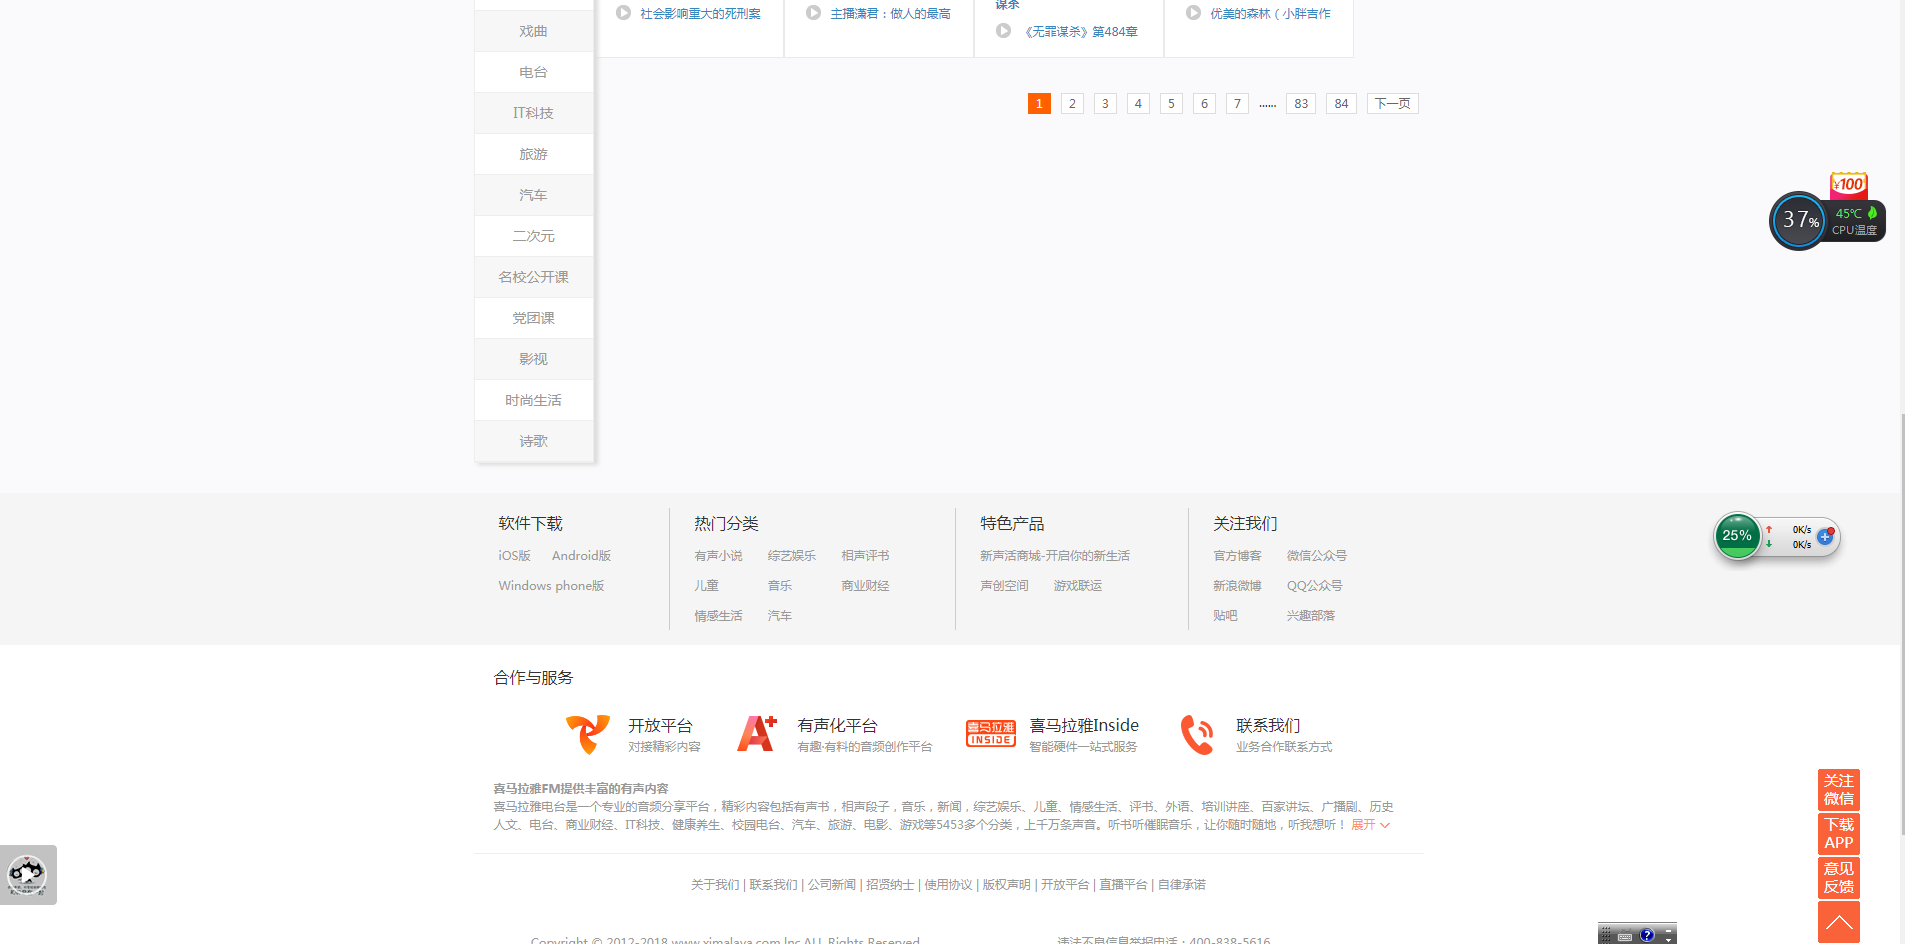 社会影响重大的死刑案
主播潇君：做人的最高
谋杀
《无罪谋杀》第484章
优美的森林（小胖吉作
戏曲
电台
IT科技
旅游
汽车
二次元
名校公开课
党团课
影视
时尚生活
诗歌
1 2 3 4 5 6 7 ...... 83 84 下一页
¥100
37%
45℃
CPU温度
软件下载
iOS版 Android版
Windows phone版
热门分类
有声小说 综艺娱乐 相声评书
儿童 音乐 商业财经
情感生活 汽车
特色产品
新声活商城-开启你的新生活
声创空间 游戏联运
关注我们
官方博客 微信公众号
新浪微博 QQ公众号
贴吧 兴趣部落
25%
0K/s
0K/s
合作与服务
开放平台
对接精彩内容
有声化平台
有趣·有料的音频创作平台
喜马拉雅
INSIDE
喜马拉雅Inside
智能硬件一站式服务
联系我们
业务合作联系方式
喜马拉雅FM提供丰富的有声内容
喜马拉雅电台是一个专业的音频分享平台，精彩内容包括有声书，相声段子，音乐，新闻，综艺娱乐、儿童、情感生活、评书、外语、培训讲座、百家讲坛、广播剧、历史
人文、电台、商业财经、IT科技、健康养生、校园电台、汽车、旅游、电影、游戏等5453多个分类，上千万条声音。听书听催眠音乐，让你随时随地，听我想听！ 展开
关于我们 | 联系我们 | 公司新闻 | 招贤纳士 | 使用协议 | 版权声明 | 开放平台 | 直播平台 | 自律承诺
Copyright © 2012-2018 www.ximalaya.com lnc.ALL Rights Reserved
违法不良信息举报电话：400-838-5616
关注
微信
下载
APP
意见
反馈